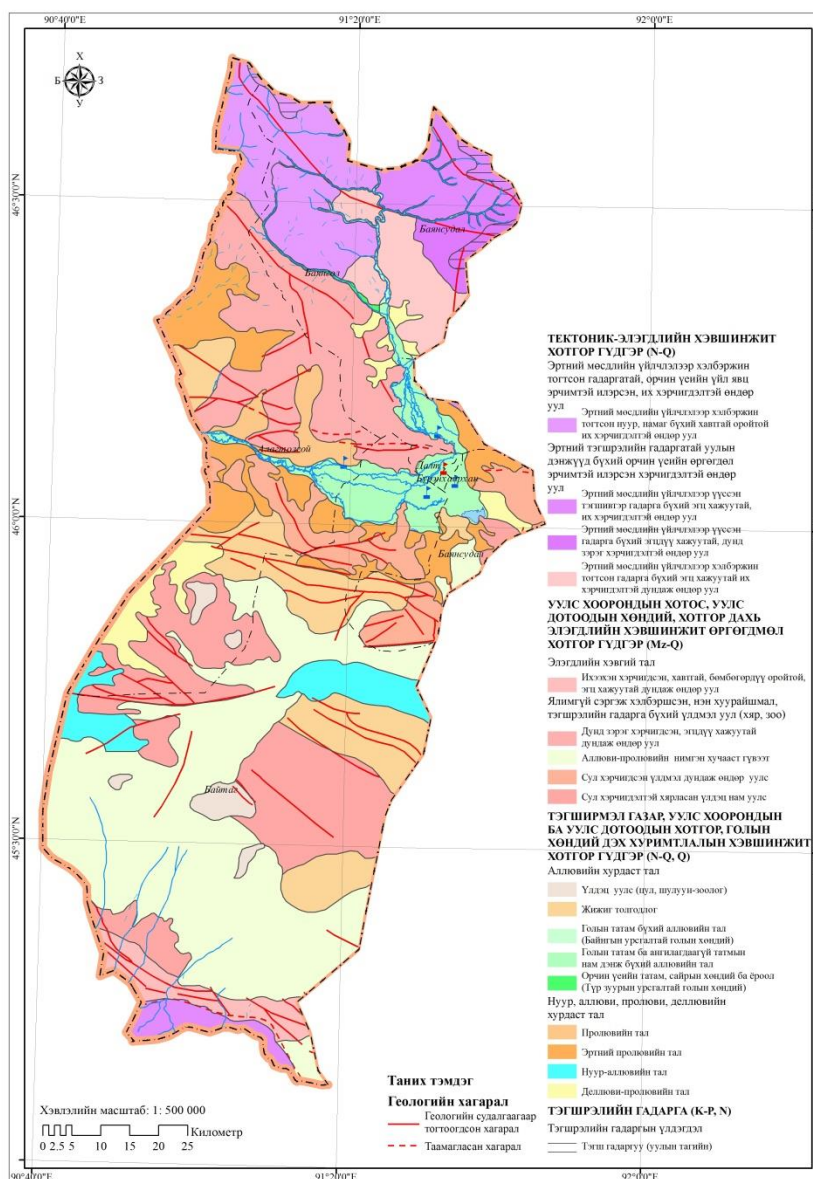 90°40'0"E
91°20'0"E
92°0'0"E
Х
Б
З
У
46°30'0"N
46°0'0"N
45°30'0"N
Баянсудал
Баянгол
Алагтолгой
Далт
Бүрэнхайрхан
Баянсудал
Байтаг
ТЕКТОНИК-ЭЛЭГДЛИЙН ХЭВШИНЖИТ
ХОТГОР ГҮДГЭР (N-Q)
Эртний мөсдлийн үйлчлэлээр хэлбэржин
тогтсон гадаргатай, орчин үеийн үйл явц
эрчимтэй илэрсэн, их хэрчигдэлтэй өндөр
уул
Эртний мөсдлийн үйлчлэлээр хэлбэржин
тогтсон нуур, намаг бүхий хавтгай оройтой
их хэрчигдэлтэй өндөр уул
Эртний тэгшрэлийн гадаргатай уулын
дэнжүүд бүхий орчин үеийн өргөгдөл
эрчимтэй илэрсэн хэрчигдэлтэй өндөр
уул
Эртний мөсдлийн үйлчлэлээр үүссэн
тэгшивтэр гадарга бүхий эгц хажуутай,
их хэрчигдэлтэй өндөр уул
Эртний мөсдлийн үйлчлэлээр үүссэн
гадарга бүхий эгцдүү хажуутай, дунд
зэрэг хэрчигдэлтэй өндөр уул
Эртний мөсдлийн үйлчлэлээр хэлбэржин
тогтсон гадарга бүхий эгц хажуутай их
хэрчигдэлтэй дундаж өндөр уул
УУЛС ХООРОНДЫН ХОТОС, УУЛС
ДОТООДЫН ХӨНДИЙ, ХОТГОР ДАХЬ
ЭЛЭГДЛИЙН ХЭВШИНЖИТ ӨРГӨГДМӨЛ
ХОТГОР ГҮДГЭР (Mz-Q)
Элэгдлийн хэвгий тал
Ихээхэн хэрчигдсэн, хавтгай, бөмбөгөрдүү оройтой,
эгц хажуутай дундаж өндөр уул
Ялимгүй сэргэж хэлбэршсэн, нэн хуурайшмал,
тэгшрэлийн гадарга бүхий үлдмэл уул (хяр, зоо)
Дунд зэрэг хэрчигдсэн, эгцдүү хажуутай
дундаж өндөр уул
Аллюви-пролювийн нимгэн хучааст гүвээт
Сул хэрчигдсэн үлдмэл дундаж өндөр уулс
Сул хэрчигдэлтэй хярласан үлдэц нам уулс
ТЭГШИРМЭЛ ГАЗАР, УУЛС ХООРОНДЫН
БА УУЛС ДОТООДЫН ХОТГОР, ГОЛЫН
ХӨНДИЙ ДЭХ ХУРИМТЛАЛЫН ХЭВШИНЖИТ
ХОТГОР ГҮДГЭР (N-Q, Q)
Аллювийн хурдаст тал
Үлдэц уулс (цул, шулуун-зоолог)
Жижиг толгодлог
Голын татам бүхий аллювийн тал
(Байнгын урсгалтай голын хөндий)
Голын татам ба ангилагдаагүй татмын
нам дэнж бүхий аллювийн тал
Орчин үеийн татам, сайрын хөндий ба ёроол
(Түр зуурын урсгалтай голын хөндий)
Нуур, аллюви, пролюви, деллювийн
хурдаст тал
Пролювийн тал
Эртний пролювийн тал
Нуур-аллювийн тал
Деллюви-пролювийн тал
ТЭГШРЭЛИЙН ГАДАРГА (K-P, N)
Тэгшрэлийн гадаргын үлдэгдэл
Тэгш гадаргуу (уулын тагийн)
Таних тэмдэг
Геологийн хагарал
Геологийн судалгаагаар
тогтоогдсон хагарал
Таамагласан хагарал
Хэвлэлийн масштаб: 1: 500 000
Километр
0 2.5 5 10 15 20 25
90°40'0"E
91°20'0"E
92°0'0"E